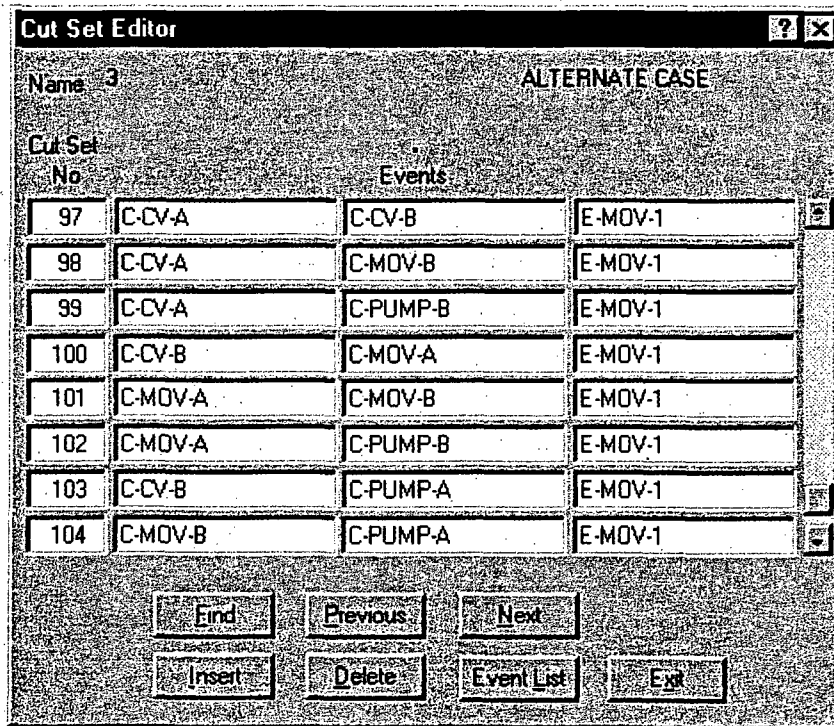 Cut Set Editor
Name 3 ALTERNATE CASE
Cut Set
No Events
97 C-CV-A C-CV-B E-MOV-1
98 C-CV-A C-MOV-B E-MOV-1
99 C-CV-A C-PUMP-B E-MOV-1
100 C-CV-B C-MOV-A E-MOV-1
101 C-MOV-A C-MOV-B E-MOV-1
102 C-MOV-A C-PUMP-B E-MOV-1
103 C-CV-B C-PUMP-A E-MOV-1
104 C-MOV-B C-PUMP-A E-MOV-1
Find Previous Next
Insert Delete Event List Exit